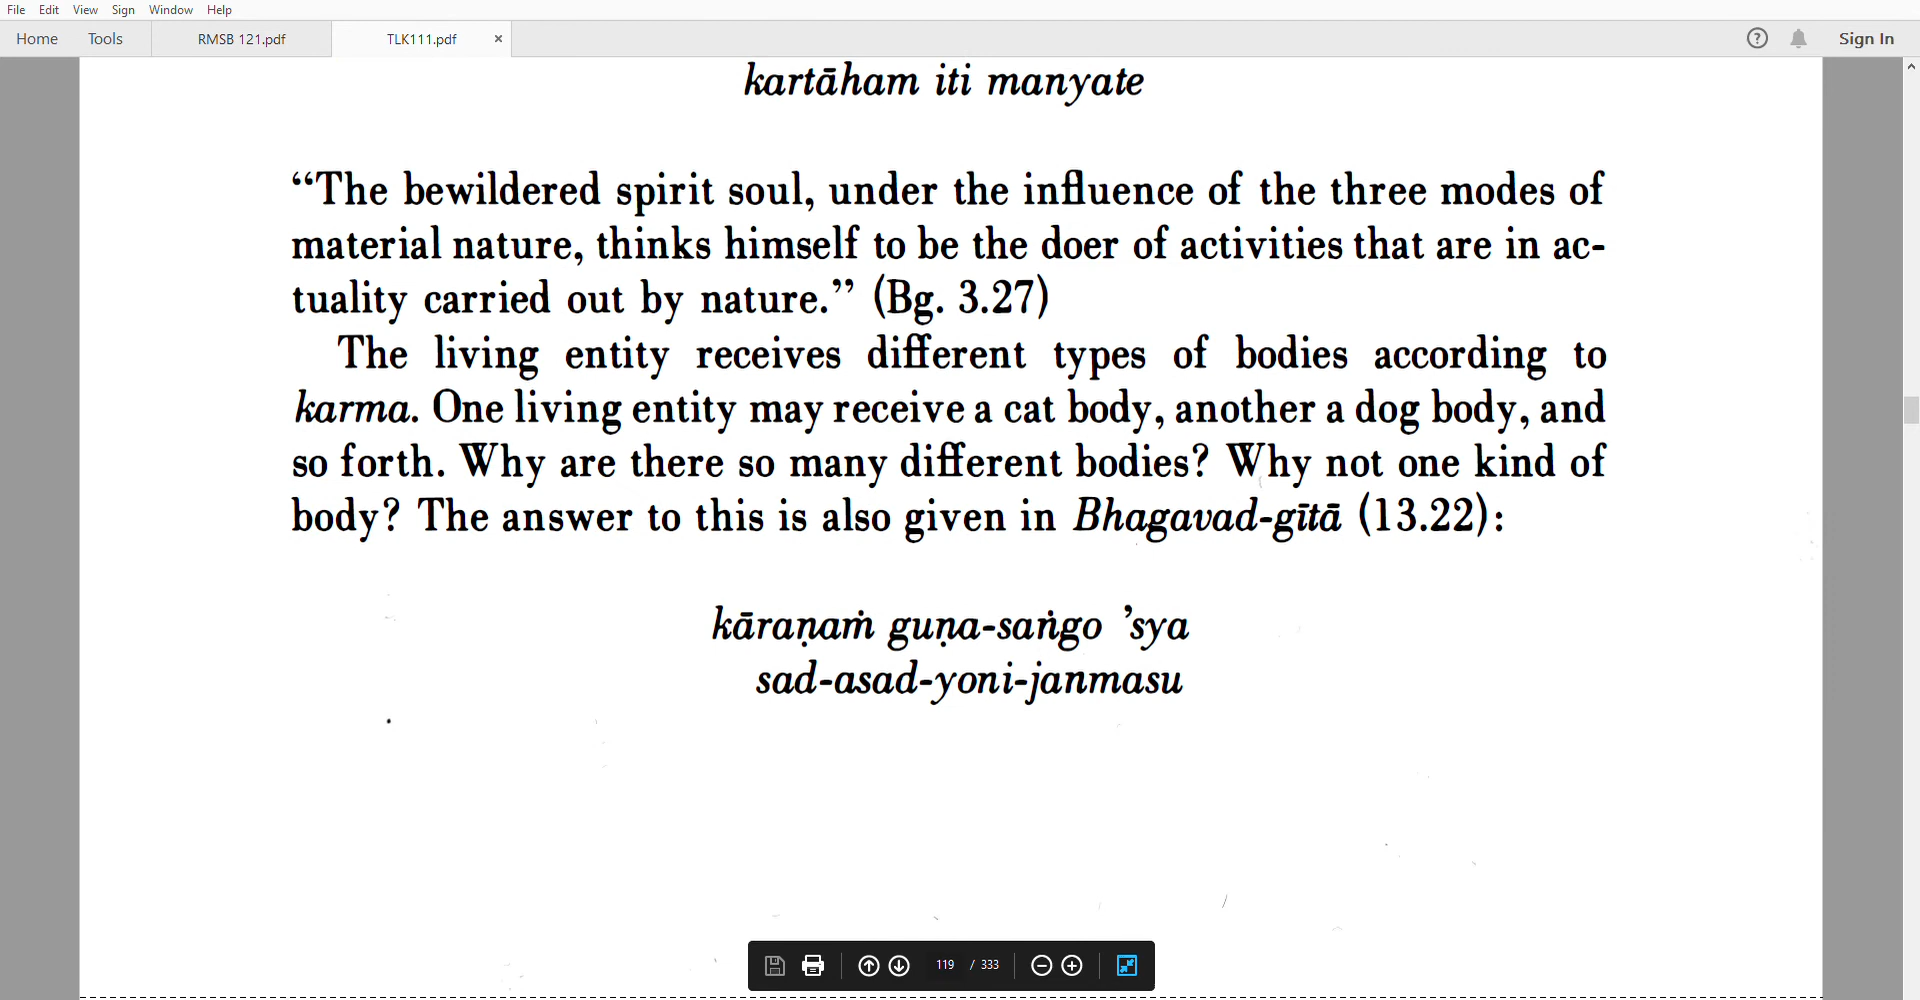 File Edit View Sign Window Help
Home Tools RMSB 121.pdf TLK111.pdf × ? Sign In
kartāham iti manyate
“The bewildered spirit soul, under the influence of the three modes of
material nature, thinks himself to be the doer of activities that are in ac-
tuality carried out by nature.” (Bg. 3.27)
The living entity receives different types of bodies according to
karma. One living entity may receive a cat body, another a dog body, and
so forth. Why are there so many different bodies? Why not one kind of
body? The answer to this is also given in Bhagavad-gītā (13.22):
kāraṇaṁ guṇa-saṅgo ’sya
sad-asad-yoni-janmasu
119 / 333